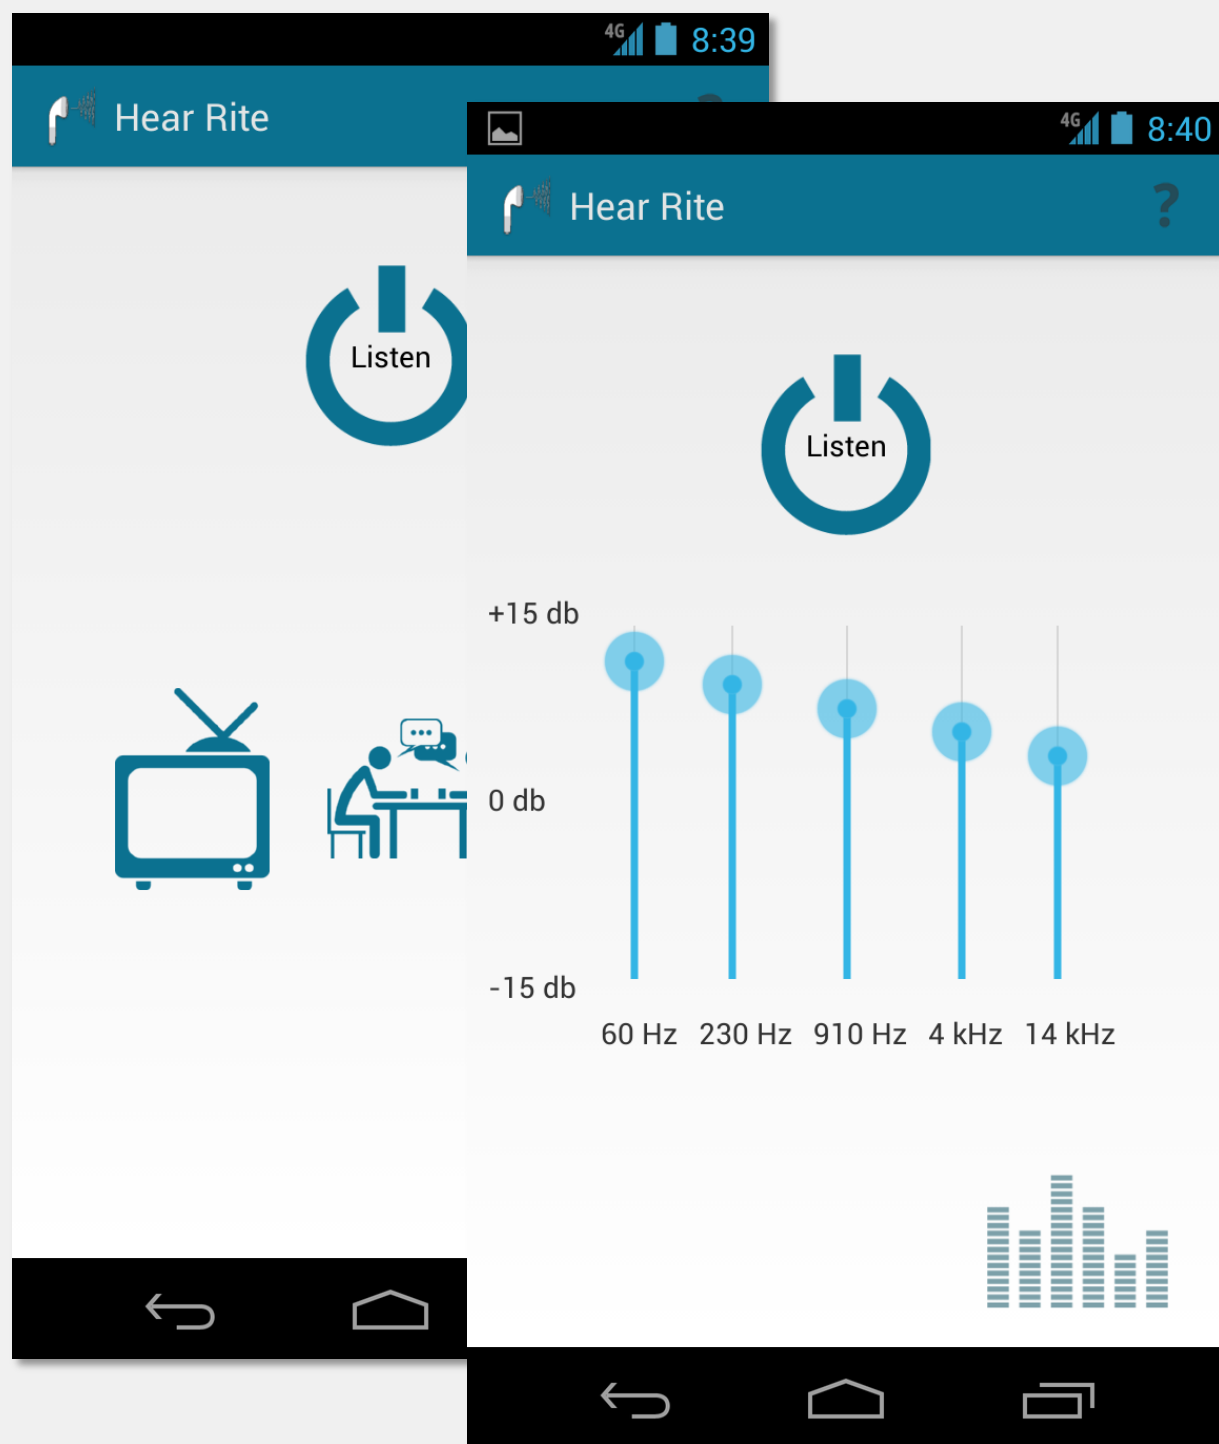 4G 8:39
Hear Rite
Listen
4G 8:40
Hear Rite ?
Listen
+15 db
0 db
-15 db
60 Hz 230 Hz 910 Hz 4 kHz 14 kHz